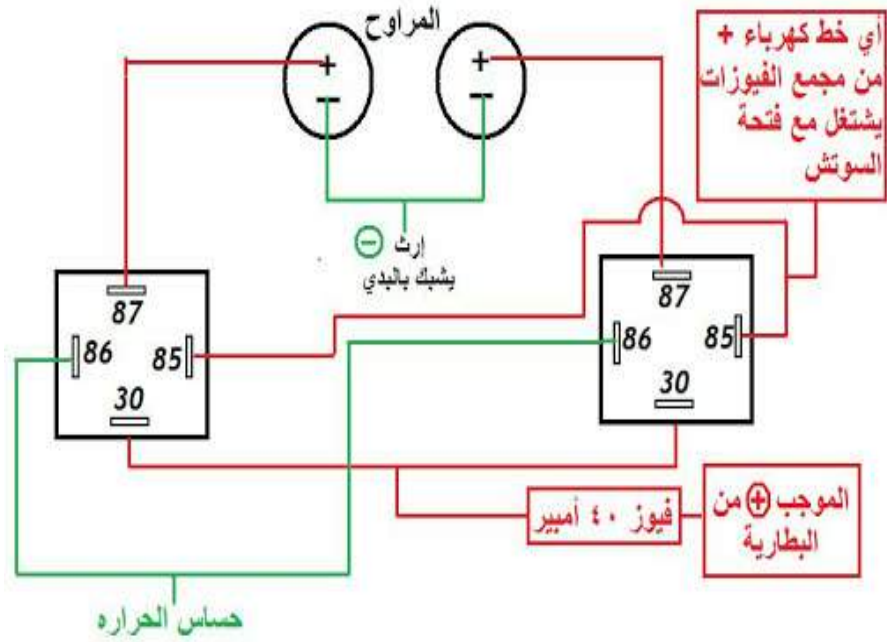 المراوح
أي خط كهرباء +
من مجمع الفيوزات
يشتغل مع فتحة
السوتش
+
+
−
−
إرث ⊖
يشبك بالبدي
87
86
85
30
87
86
85
30
الموجب ⊕ من
البطارية
فيوز ٤٠ أمبير
حساس الحراره